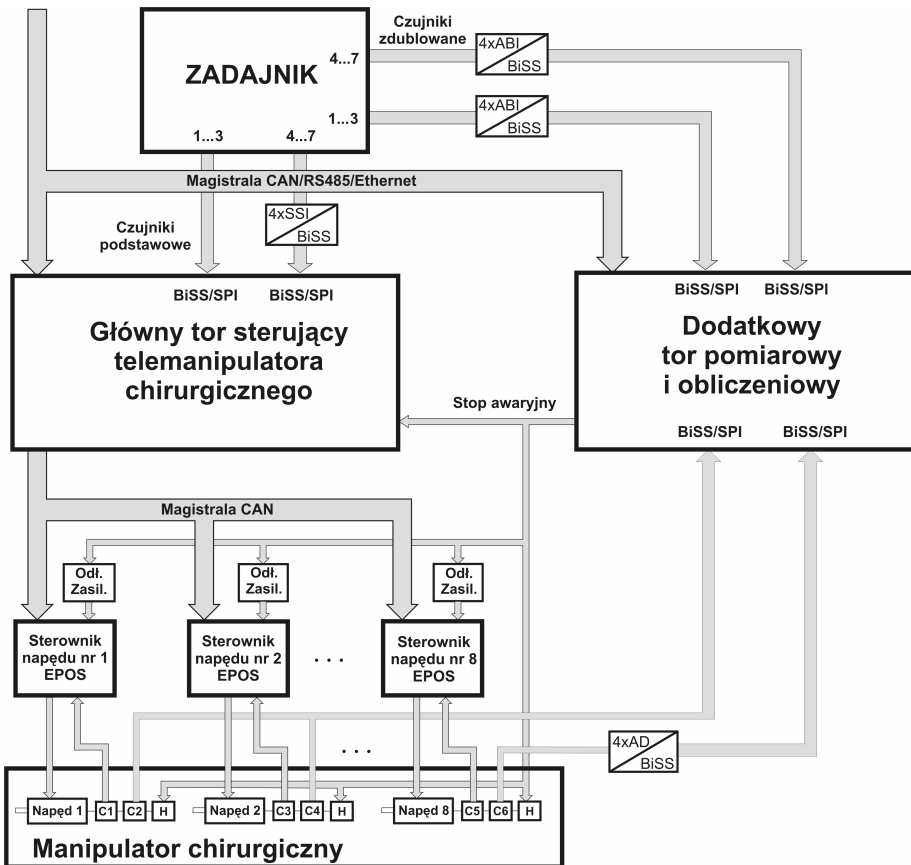 Czujniki
zdublowane
4xABI
BiSS
4...7
ZADAJNIK
4xABI
BiSS
1...3
1...3
4...7
Magistrala CAN/RS485/Ethernet
4xSSI
BiSS
Czujniki
podstawowe
BiSS/SPI
BiSS/SPI
BiSS/SPI
BiSS/SPI
Główny tor sterujący
telemanipulatora
chirurgicznego
Dodatkowy
tor pomiarowy
i obliczeniowy
Stop awaryjny
BiSS/SPI
BiSS/SPI
Magistrala CAN
Odł.
Zasil.
Odł.
Zasil.
Odł.
Zasil.
Sterownik
napędu nr 1
EPOS
Sterownik
napędu nr 2
EPOS
. . .
Sterownik
napędu nr 8
EPOS
. . .
4xAD
BiSS
Napęd 1
C1
C2
H
Napęd 2
C3
C4
H
Napęd 8
C5
C6
H
Manipulator chirurgiczny